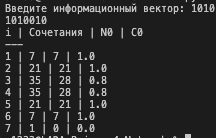 Введите информационный вектор: 1010
1010010
i | Сочетания | N0 | C0
---
1 | 7 | 7 | 1.0
2 | 21 | 21 | 1.0
3 | 35 | 28 | 0.8
4 | 35 | 28 | 0.8
5 | 21 | 21 | 1.0
6 | 7 | 7 | 1.0
7 | 1 | 0 | 0.0